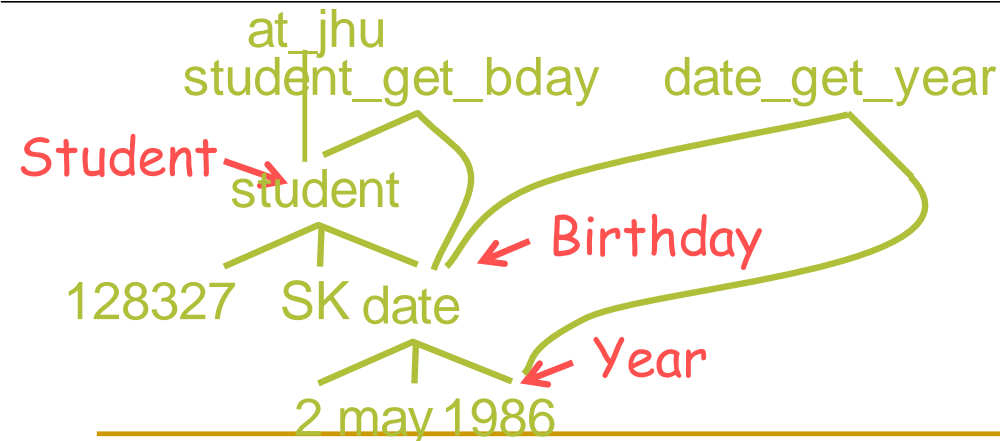 at_jhu
student_get_bday date_get_year
Student
student
Birthday
128327 SK date
Year
2 may 1986